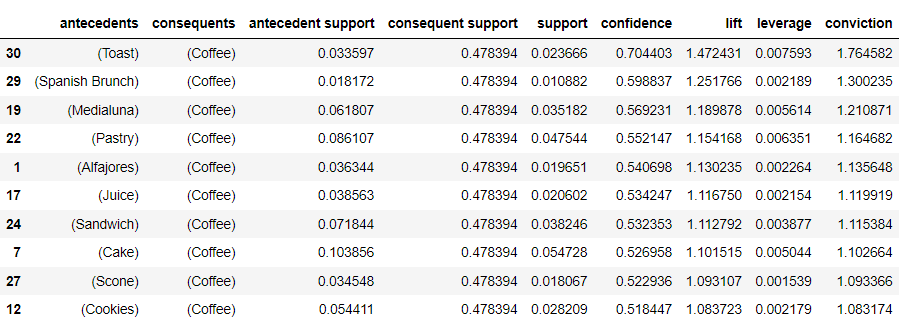 antecedents consequents antecedent support consequent support support confidence lift leverage conviction
30 (Toast) (Coffee) 0.033597 0.478394 0.023666 0.704403 1.472431 0.007593 1.764582
29 (Spanish Brunch) (Coffee) 0.018172 0.478394 0.010882 0.598837 1.251766 0.002189 1.300235
19 (Medialuna) (Coffee) 0.061807 0.478394 0.035182 0.569231 1.189878 0.005614 1.210871
22 (Pastry) (Coffee) 0.086107 0.478394 0.047544 0.552147 1.154168 0.006351 1.164682
1 (Alfajores) (Coffee) 0.036344 0.478394 0.019651 0.540698 1.130235 0.002264 1.135648
17 (Juice) (Coffee) 0.038563 0.478394 0.020602 0.534247 1.116750 0.002154 1.119919
24 (Sandwich) (Coffee) 0.071844 0.478394 0.038246 0.532353 1.112792 0.003877 1.115384
7 (Cake) (Coffee) 0.103856 0.478394 0.054728 0.526958 1.101515 0.005044 1.102664
27 (Scone) (Coffee) 0.034548 0.478394 0.018067 0.522936 1.093107 0.001539 1.093366
12 (Cookies) (Coffee) 0.054411 0.478394 0.028209 0.518447 1.083723 0.002179 1.083174